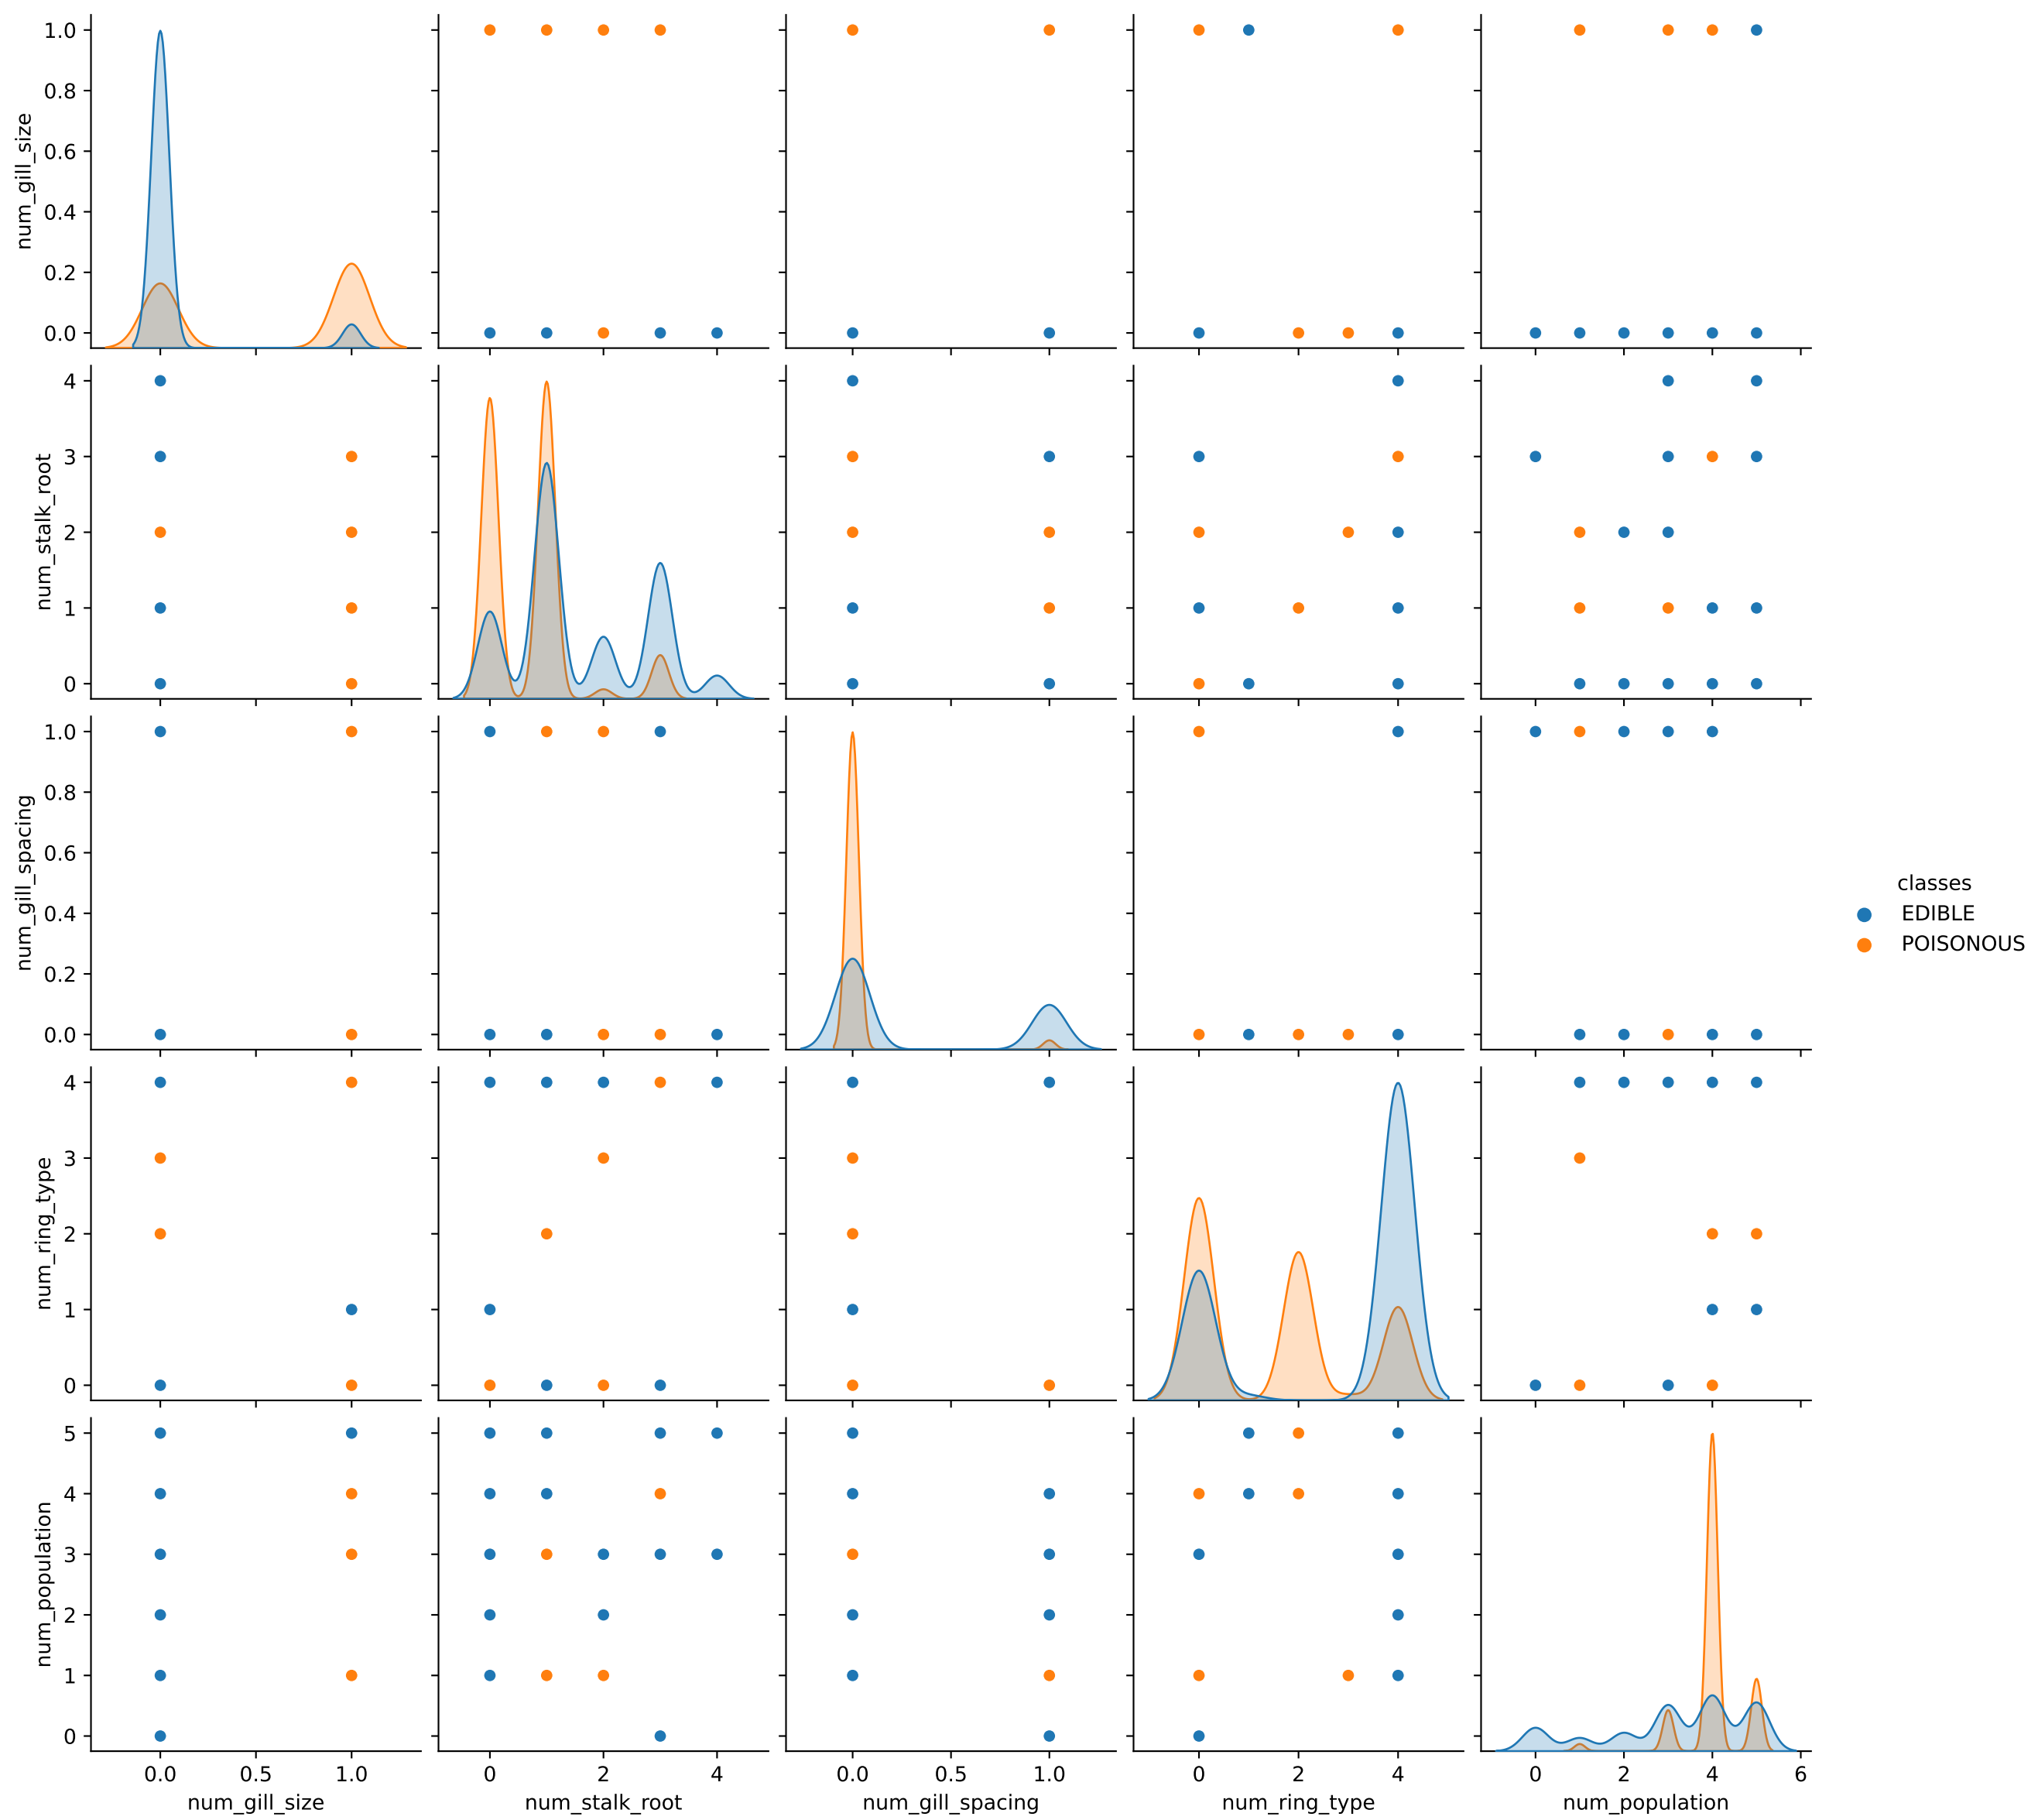 1.0
0.8
0.6
0.4
0.2
0.0
num_gill_size
4
3
2
1
0
num_stalk_root
1.0
0.8
0.6
0.4
0.2
0.0
num_gill_spacing
classes
EDIBLE
POISONOUS
4
3
2
1
0
num_ring_type
5
4
3
2
1
0
num_population
0.0 0.5 1.0
num_gill_size
0 2 4
num_stalk_root
0.0 0.5 1.0
num_gill_spacing
0 2 4
num_ring_type
0 2 4 6
num_population